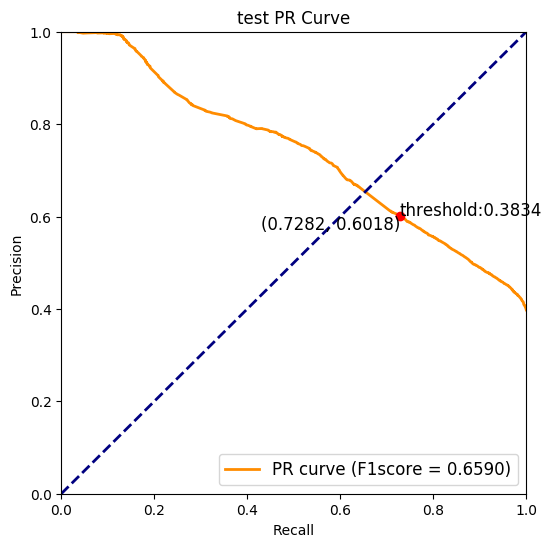 test PR Curve
1.0
0.8
0.6
0.4
0.2
0.0
Precision
threshold:0.3834
(0.7282, 0.6018)
PR curve (F1score = 0.6590)
0.0 0.2 0.4 0.6 0.8 1.0
Recall